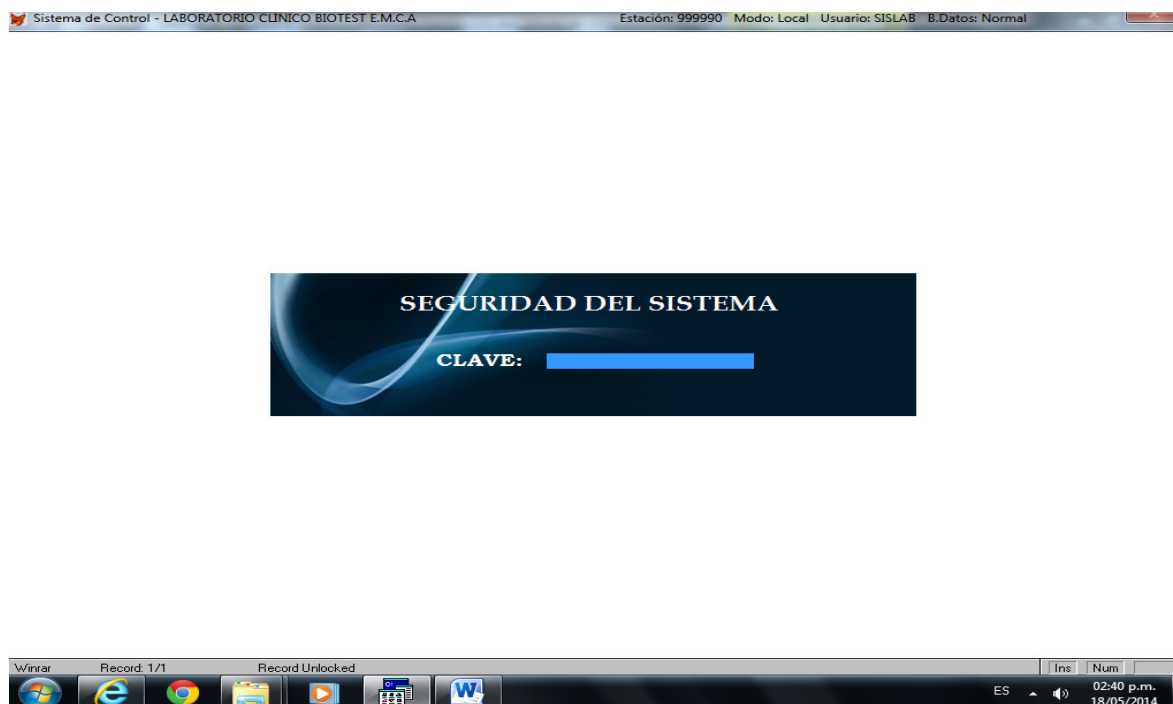 Sistema de Control - LABORATORIO CLINICO BIOTEST E.M.C.A Estación: 999990 Modo: Local Usuario: SISLAB B.Datos: Normal
SEGURIDAD DEL SISTEMA
CLAVE:
Winrar Record: 1/1 Record Unlocked Ins Num
ES 02:40 p.m.
18/05/2014